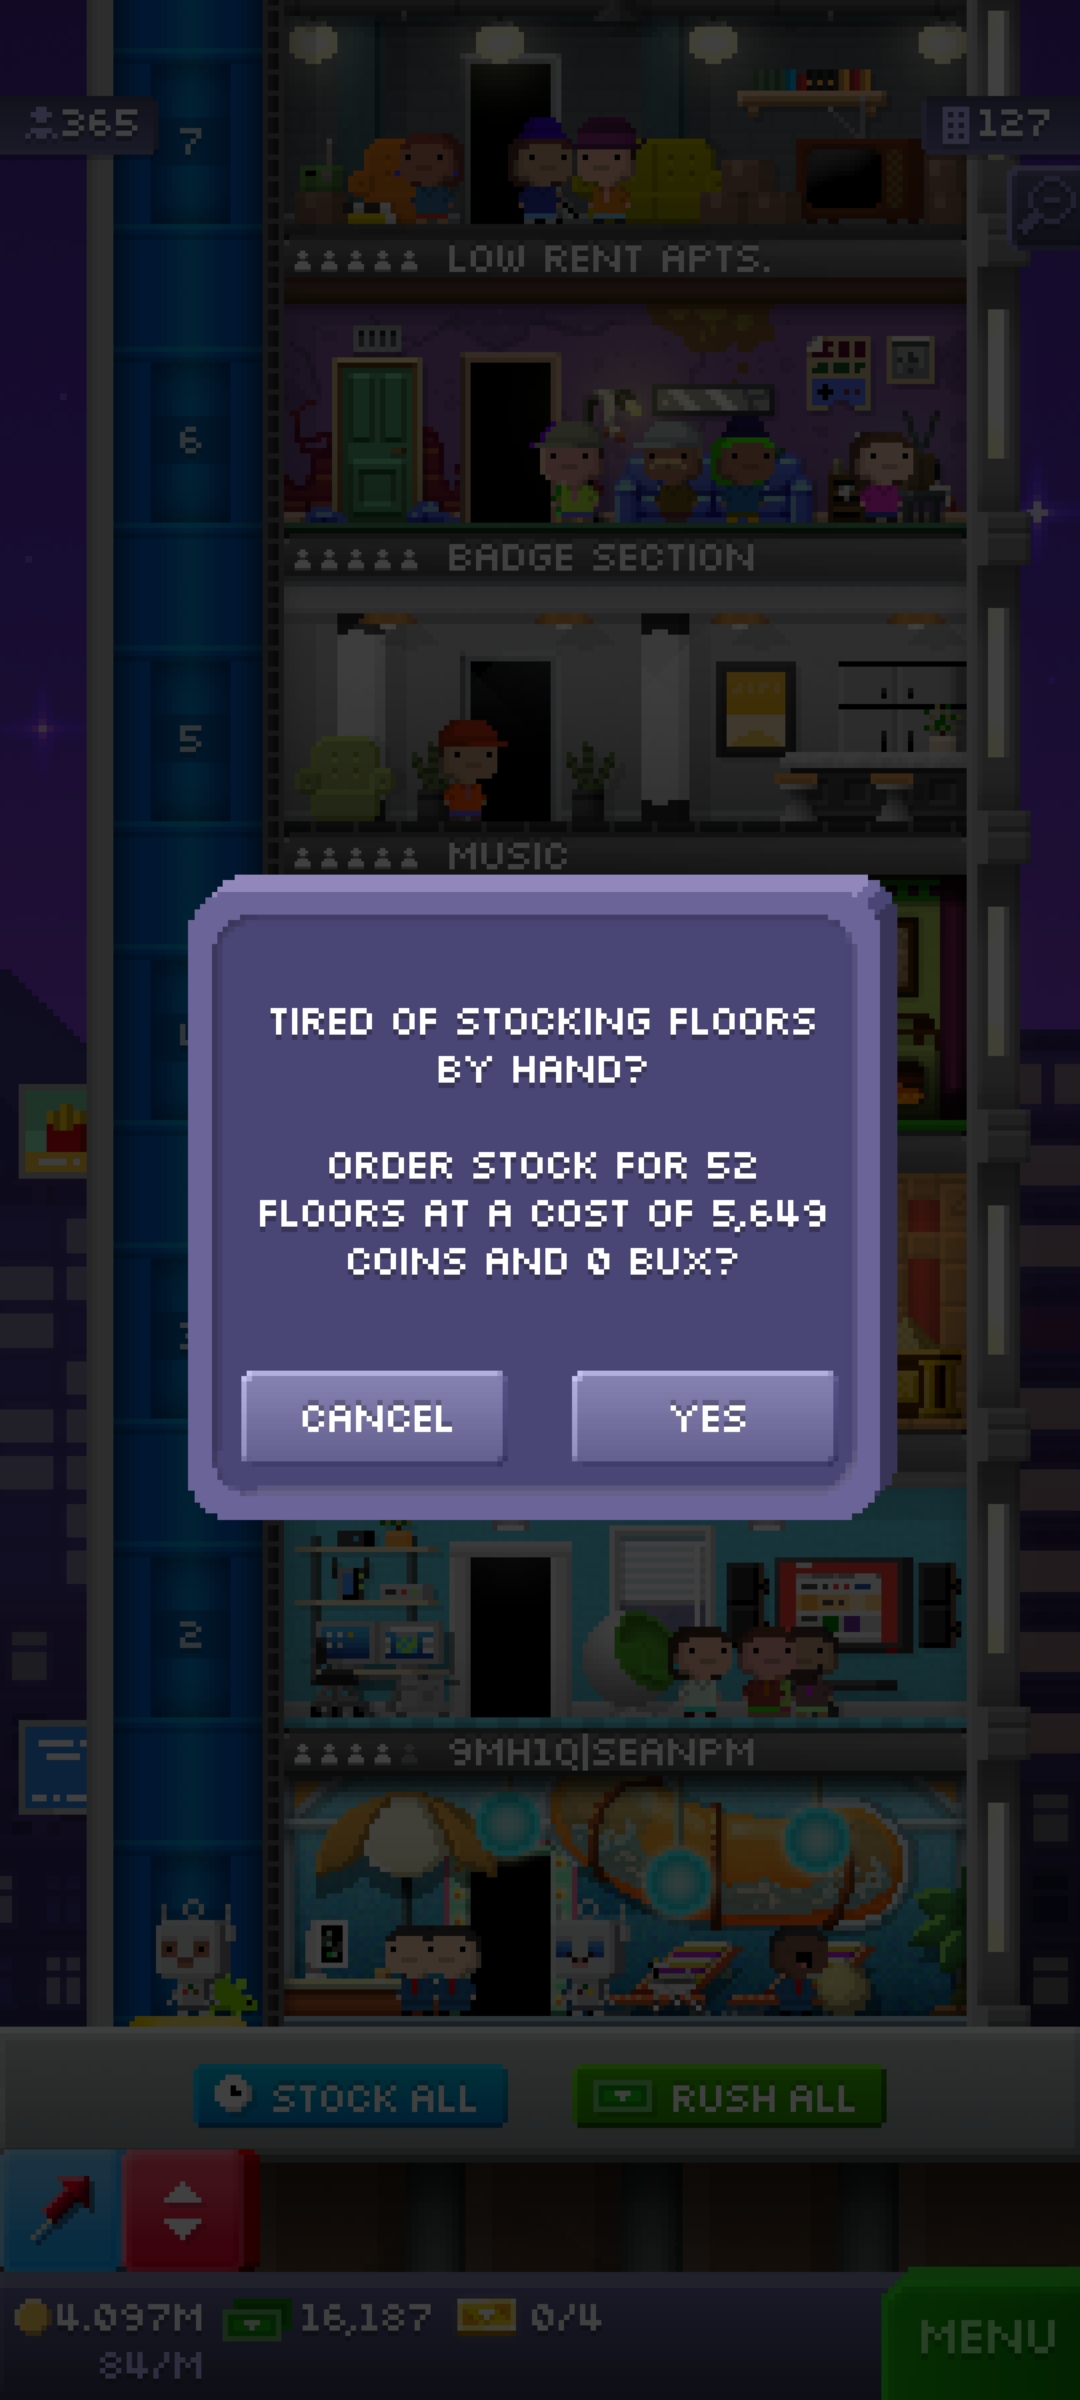 365
7
127
LOW RENT APTS.
6
BADGE SECTION
5
MUSIC
TIRED OF STOCKING FLOORS
BY HAND?
ORDER STOCK FOR 52
FLOORS AT A COST OF 5,649
COINS AND 0 BUX?
CANCEL
YES
2
9MH1Q|SEANPM
STOCK ALL
RUSH ALL
4.097M
16,187
0/4
84/M
MENU